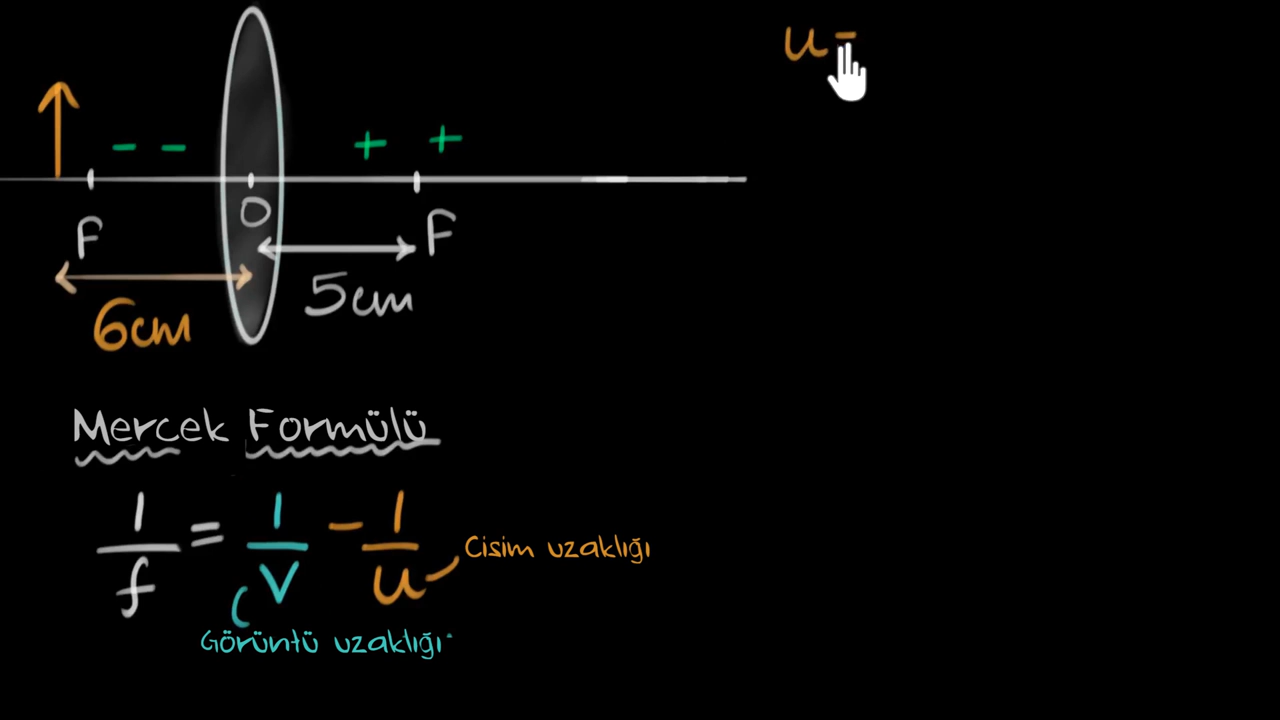 u =
- - + +
F O F
6cm 5cm
Mercek Formülü
1/f = 1/v - 1/u
Cisim uzaklığı
Görüntü uzaklığı